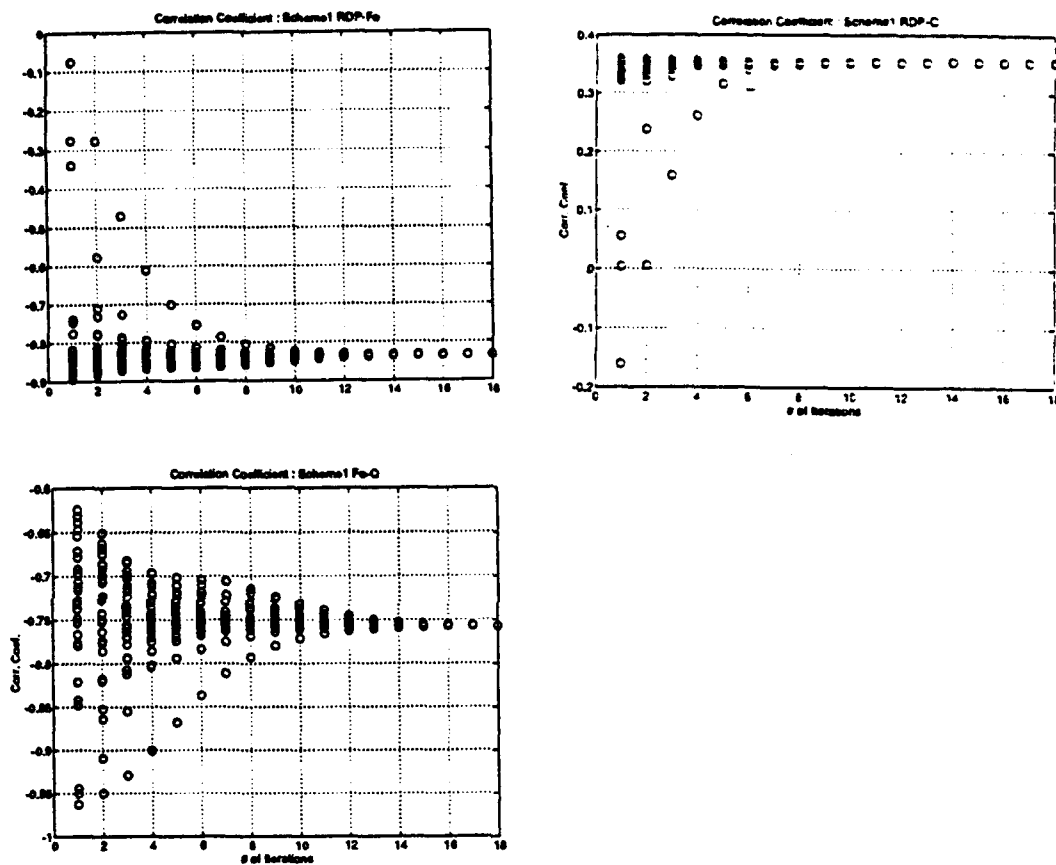 Correlation Coefficient : Scheme1 RDP-Fe
0
-0.1
-0.2
-0.3
-0.4
-0.5
-0.6
-0.7
-0.8
-0.9
0 2 4 6 8 10 12 14 16 18
Correlation Coefficient : Scheme1 RDP-C
Corr. Coef.
0.4
0.3
0.2
0.1
0
-0.1
-0.2
0 2 4 6 8 10 12 14 16 18
# of Iterations
Correlation Coefficient : Scheme1 Fe-Q
Corr. Coef.
-0.6
-0.65
-0.7
-0.75
-0.8
-0.85
-0.9
-0.95
-1
0 2 4 6 8 10 12 14 16 18
# of Iterations